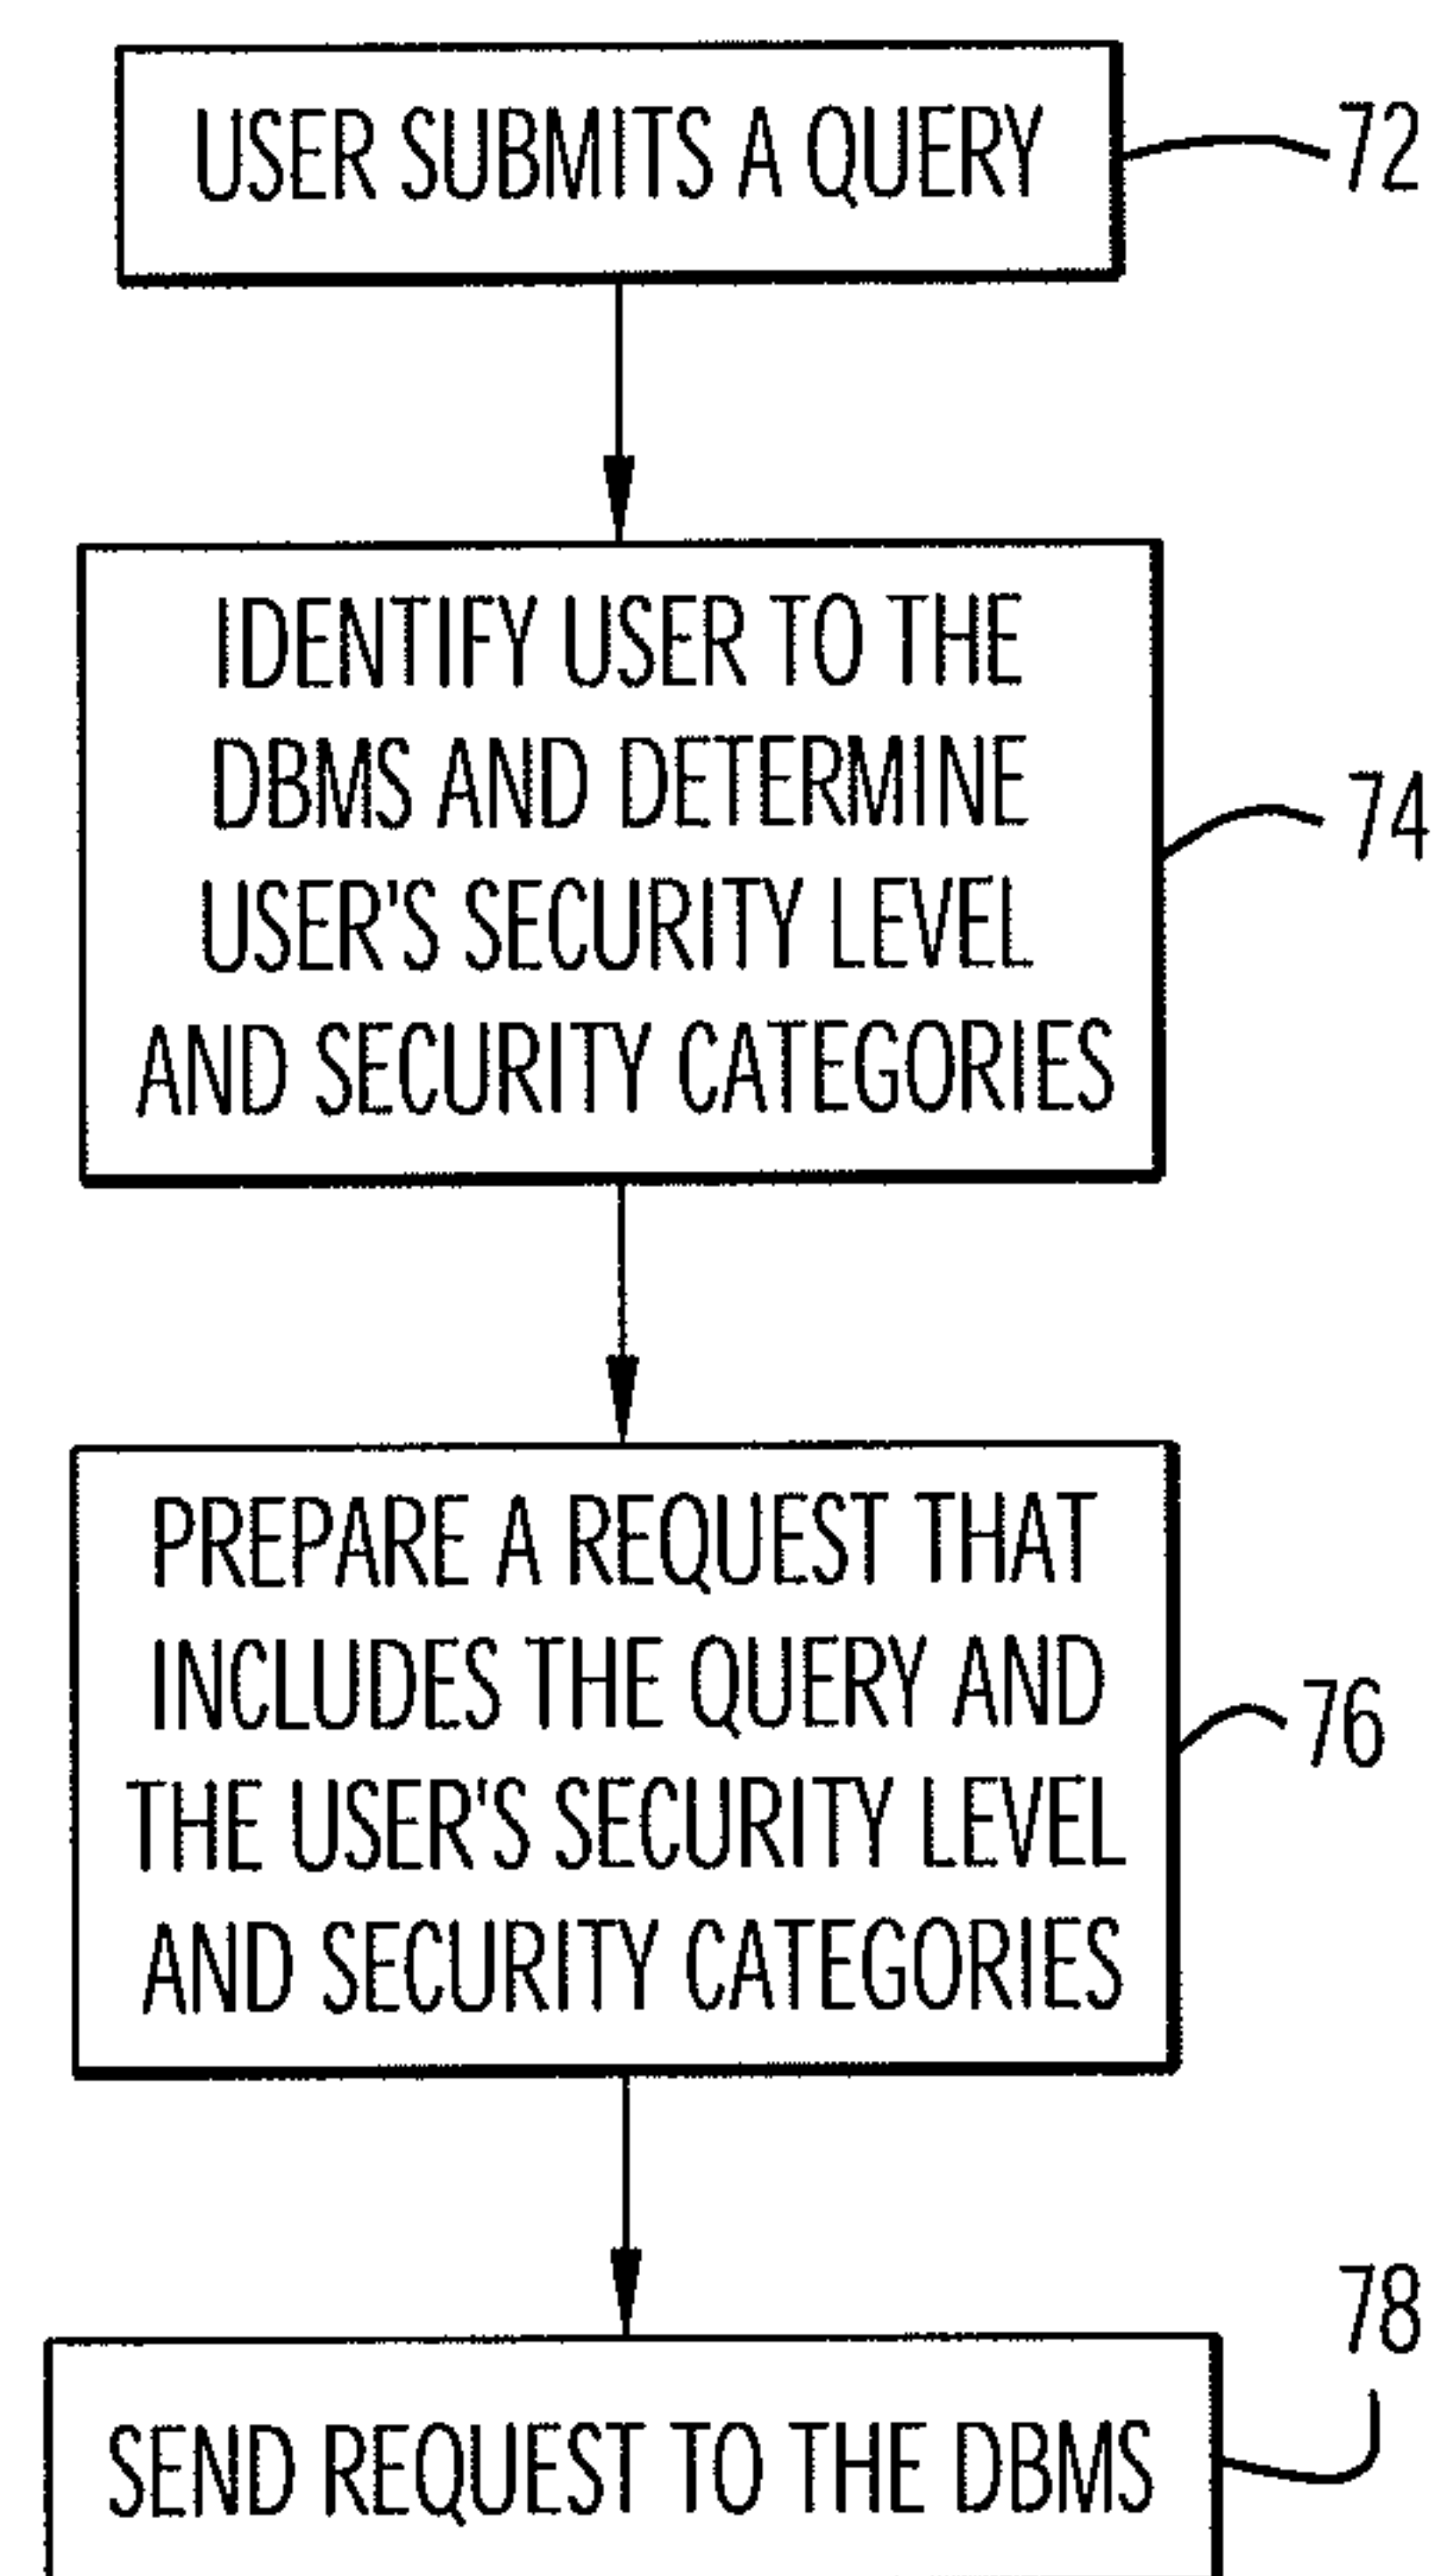 USER SUBMITS A QUERY
72
IDENTIFY USER TO THE
DBMS AND DETERMINE
USER'S SECURITY LEVEL
AND SECURITY CATEGORIES
74
PREPARE A REQUEST THAT
INCLUDES THE QUERY AND
THE USER'S SECURITY LEVEL
AND SECURITY CATEGORIES
76
78
SEND REQUEST TO THE DBMS